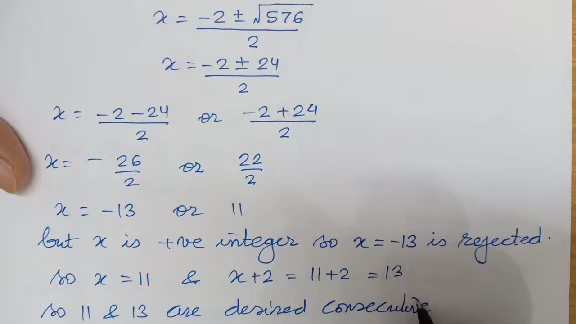 x = (-2 ± √576)/2
x = (-2 ± 24)/2
x = (-2-24)/2 or (-2+24)/2
x = - 26/2 or 22/2
x = -13 or 11
but x is +ve integer so x = -13 is rejected.
so x = 11 & x+2 = 11+2 = 13
so 11 & 13 are desired consecutive